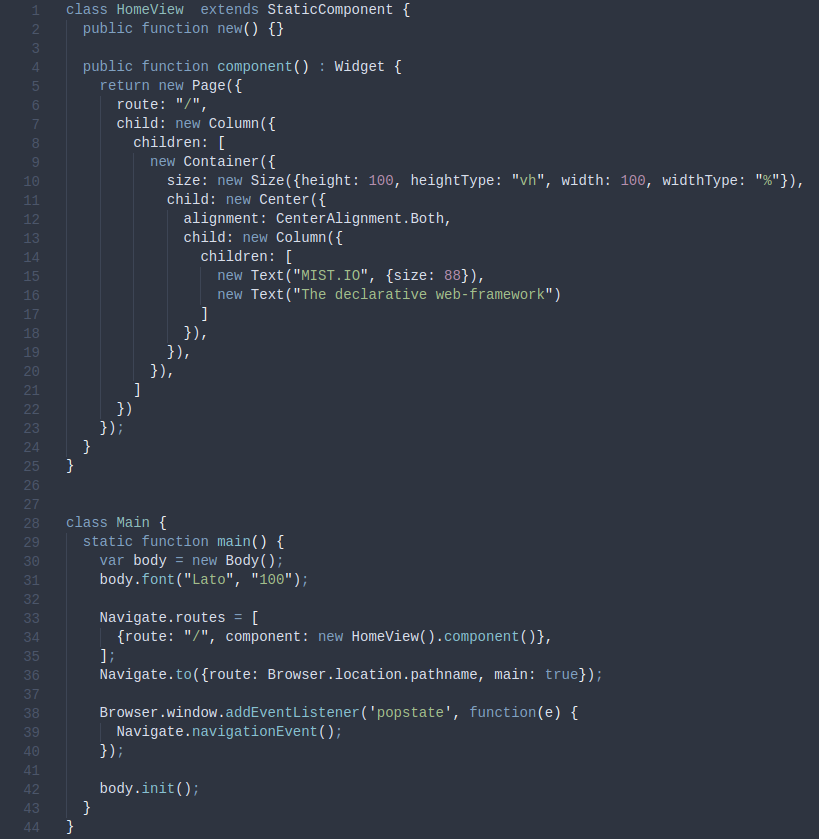 1 class HomeView  extends StaticComponent {
2   public function new() {}
3
4   public function component() : Widget {
5     return new Page({
6       route: "/",
7       child: new Column({
8         children: [
9           new Container({
10             size: new Size({height: 100, heightType: "vh", width: 100, widthType: "%"}),
11             child: new Center({
12               alignment: CenterAlignment.Both,
13               child: new Column({
14                 children: [
15                   new Text("MIST.IO", {size: 88}),
16                   new Text("The declarative web-framework")
17                 ]
18               }),
19             }),
20           }),
21         ]
22       })
23     });
24   }
25 }
26
27
28 class Main {
29   static function main() {
30     var body = new Body();
31     body.font("Lato", "100");
32
33     Navigate.routes = [
34       {route: "/", component: new HomeView().component()},
35     ];
36     Navigate.to({route: Browser.location.pathname, main: true});
37
38     Browser.window.addEventListener('popstate', function(e) {
39       Navigate.navigationEvent();
40     });
41
42     body.init();
43   }
44 }